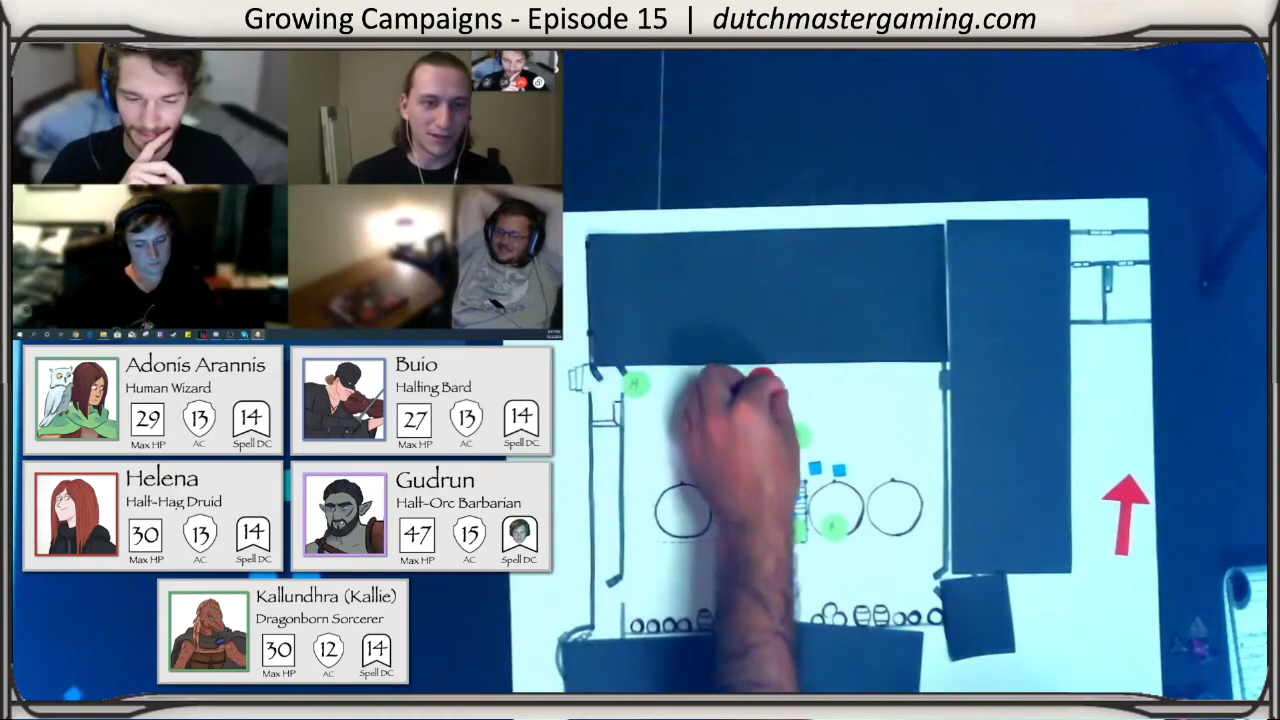 Growing Campaigns - Episode 15 | dutchmastergaming.com
Adonis Arannis
Human Wizard
29 13 14
Max HP AC Spell DC
Buio
Halfing Bard
27 13 14
Max HP AC Spell DC
Helena
Half-Hag Druid
30 13 14
Max HP AC Spell DC
Gudrun
Half-Orc Barbarian
47 15
Max HP AC Spell DC
Kallundhra (Kallie)
Dragonborn Sorcerer
30 12 14
Max HP AC Spell DC